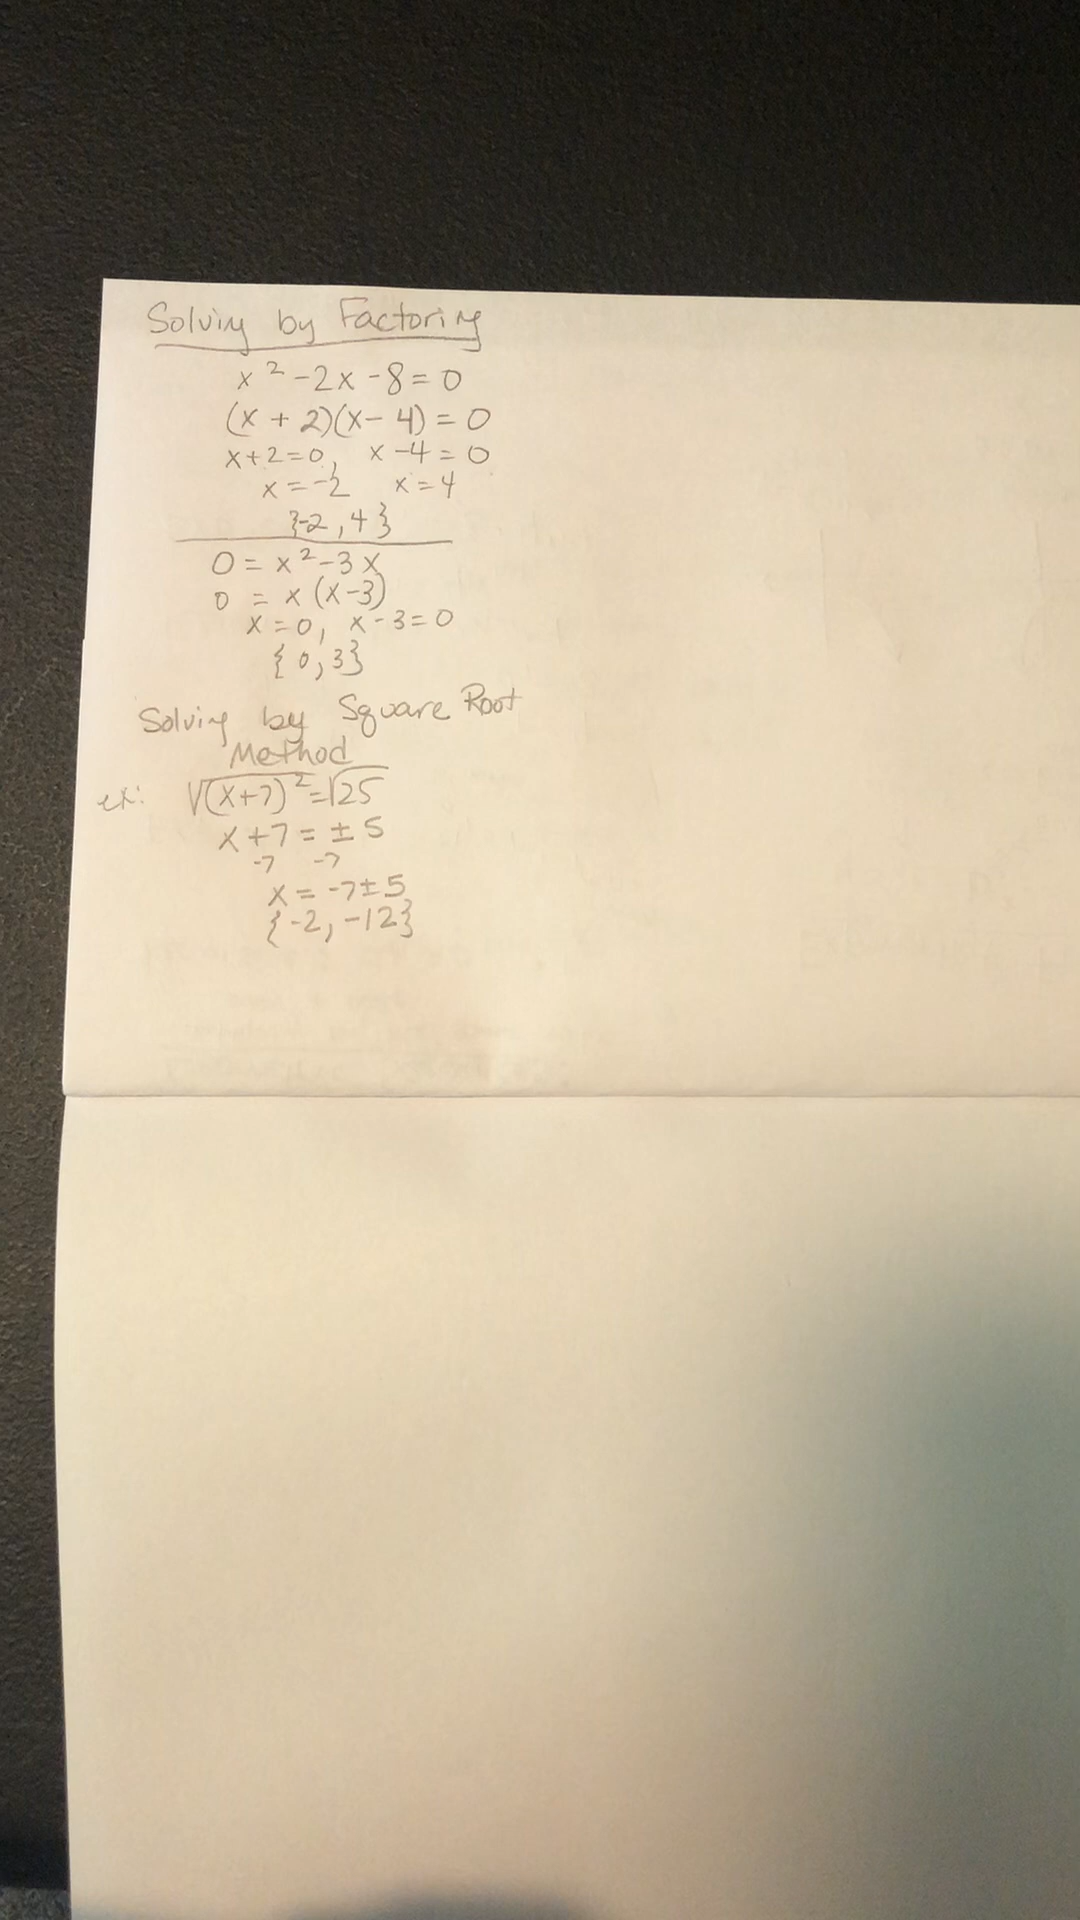 Solving by Factoring
x² - 2x - 8 = 0
(x + 2)(x - 4) = 0
x + 2 = 0, x - 4 = 0
x = -2 x = 4
{-2, 4}
0 = x² - 3x
0 = x (x - 3)
x = 0, x - 3 = 0
{0, 3}
Solving by Square Root
Method
ex: √(x+7)² = √25
x + 7 = ± 5
-7 -7
x = -7 ± 5
{-2, -12}